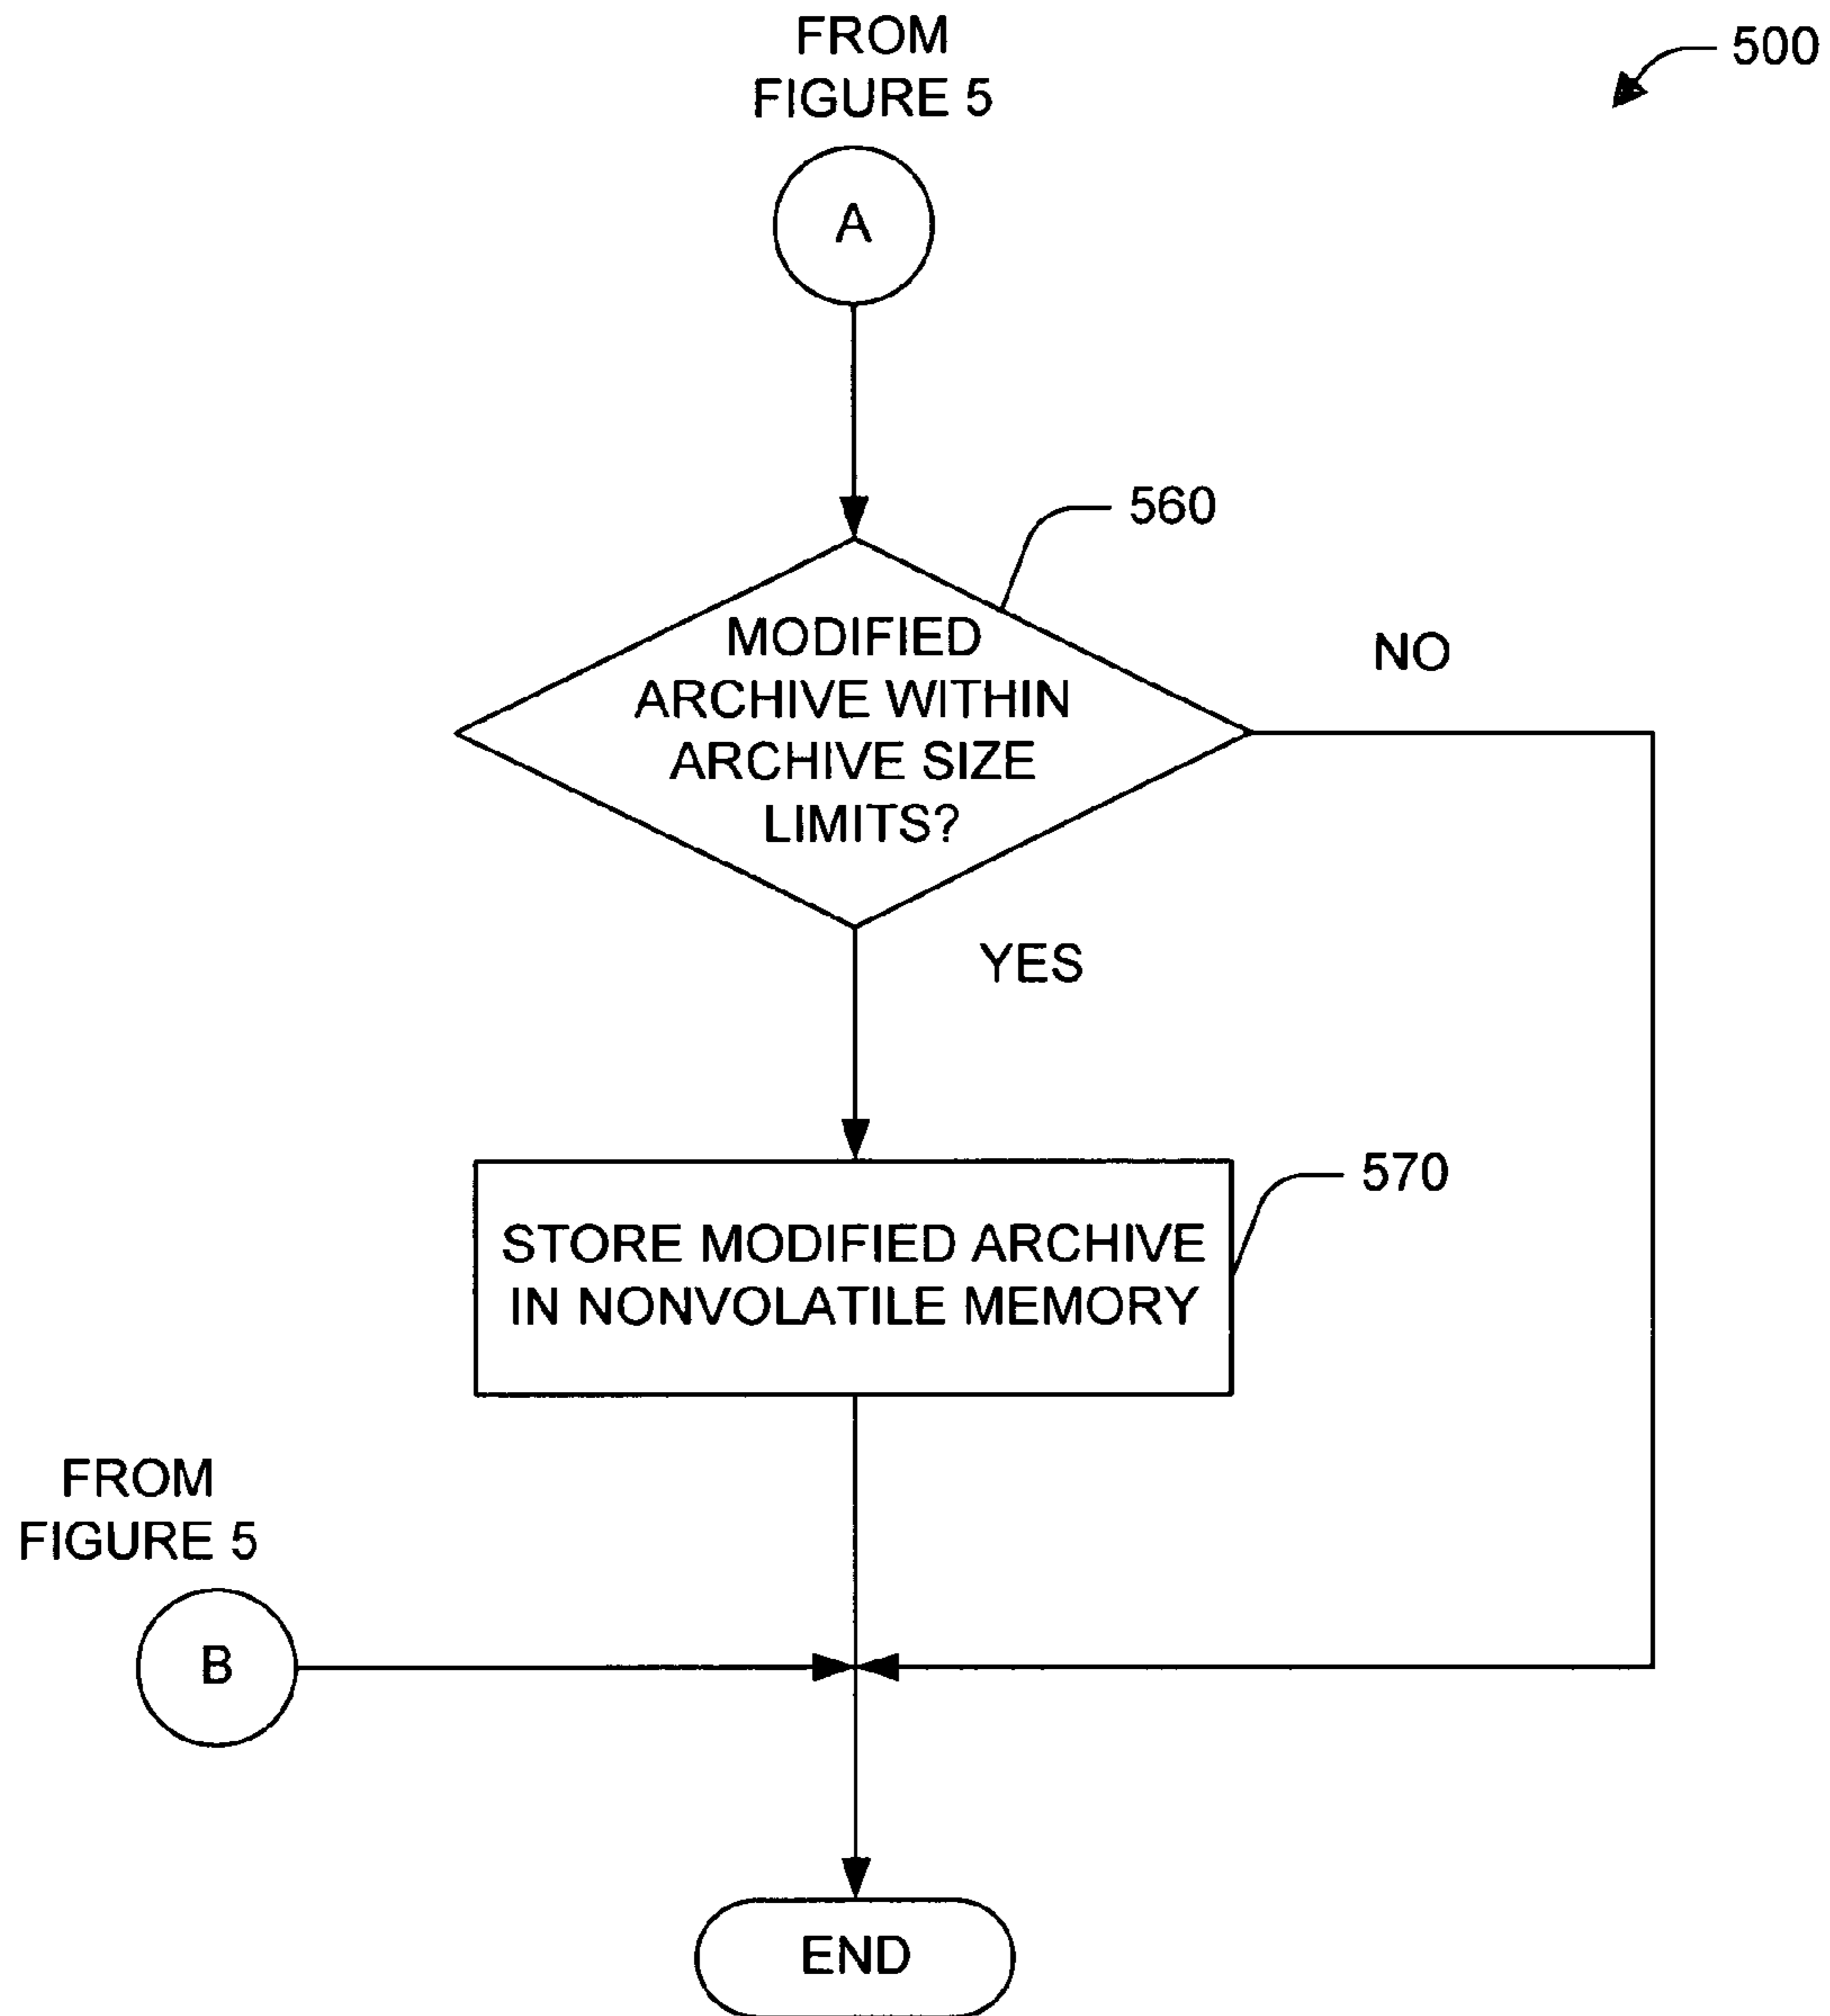 FROM
FIGURE 5
500
A
560
MODIFIED
ARCHIVE WITHIN
ARCHIVE SIZE
LIMITS?
NO
YES
570
STORE MODIFIED ARCHIVE
IN NONVOLATILE MEMORY
FROM
FIGURE 5
B
END